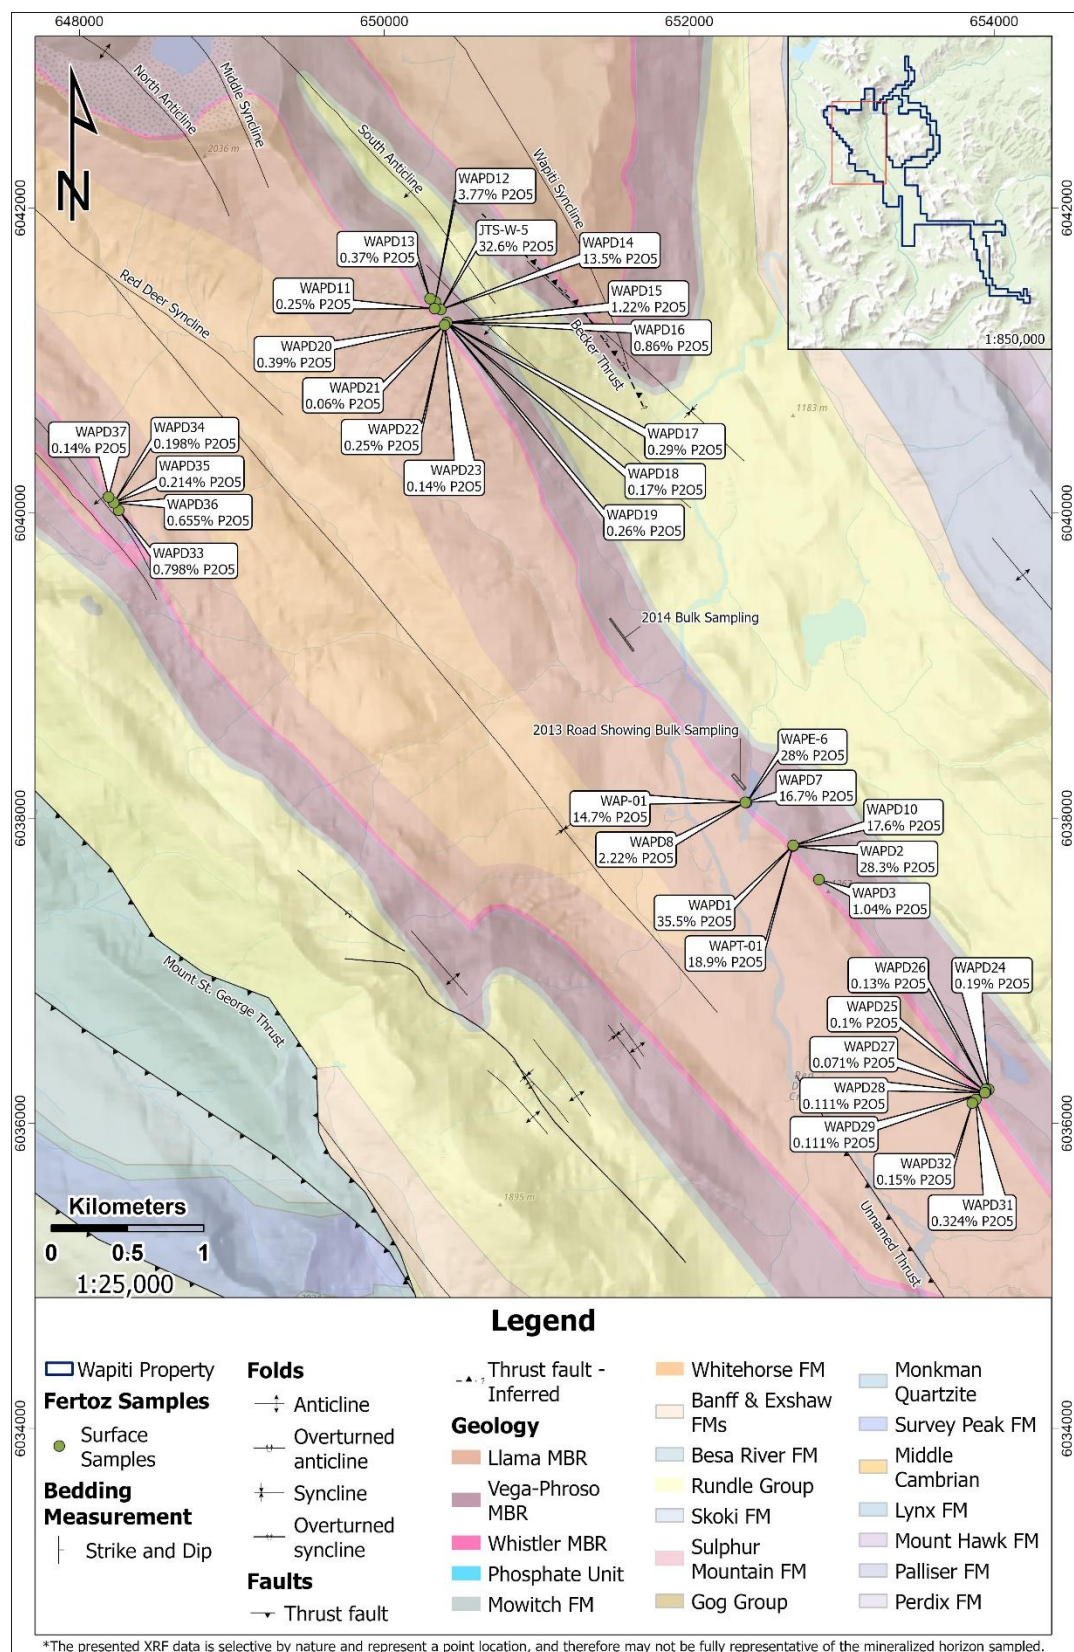 648000
650000
652000
654000
6042000
6040000
6038000
6036000
6034000
6042000
6040000
6038000
6036000
6034000
1:850,000
N
North Anticline
Middle Syncline
2036 m
South Anticline
Wapiti Syncline
Red Deer Syncline
Becker Thrust
1183 m
WAPD12
3.77% P2O5
JTS-W-5
32.6% P2O5
WAPD13
0.37% P2O5
WAPD14
13.5% P2O5
WAPD11
0.25% P2O5
WAPD15
1.22% P2O5
WAPD16
0.86% P2O5
WAPD20
0.39% P2O5
WAPD21
0.06% P2O5
WAPD22
0.25% P2O5
WAPD23
0.14% P2O5
WAPD17
0.29% P2O5
WAPD18
0.17% P2O5
WAPD19
0.26% P2O5
WAPD37
0.14% P2O5
WAPD34
0.198% P2O5
WAPD35
0.214% P2O5
WAPD36
0.655% P2O5
WAPD33
0.798% P2O5
2014 Bulk Sampling
2013 Road Showing Bulk Sampling
WAPE-6
28% P2O5
WAPD7
16.7% P2O5
WAP-01
14.7% P2O5
WAPD8
2.22% P2O5
WAPD10
17.6% P2O5
WAPD2
28.3% P2O5
WAPD3
1.04% P2O5
WAPD1
35.5% P2O5
WAPT-01
18.9% P2O5
WAPD26
0.13% P2O5
WAPD24
0.19% P2O5
WAPD25
0.1% P2O5
WAPD27
0.071% P2O5
WAPD28
0.111% P2O5
WAPD29
0.111% P2O5
WAPD32
0.15% P2O5
WAPD31
0.324% P2O5
Mount St. George Thrust
Unnamed Thrust
1895 m
Kilometers
0 0.5 1
1:25,000
Legend
Wapiti Property
Fertoz Samples
Surface
Samples
Bedding
Measurement
Strike and Dip
Folds
Anticline
Overturned
anticline
Syncline
Overturned
syncline
Faults
Thrust fault
Thrust fault -
Inferred
Geology
Llama MBR
Vega-Phroso
MBR
Whistler MBR
Phosphate Unit
Mowitch FM
Whitehorse FM
Banff & Exshaw
FMs
Besa River FM
Rundle Group
Skoki FM
Sulphur
Mountain FM
Gog Group
Monkman
Quartzite
Survey Peak FM
Middle
Cambrian
Lynx FM
Mount Hawk FM
Palliser FM
Perdix FM
*The presented XRF data is selective by nature and represent a point location, and therefore may not be fully representative of the mineralized horizon sampled.